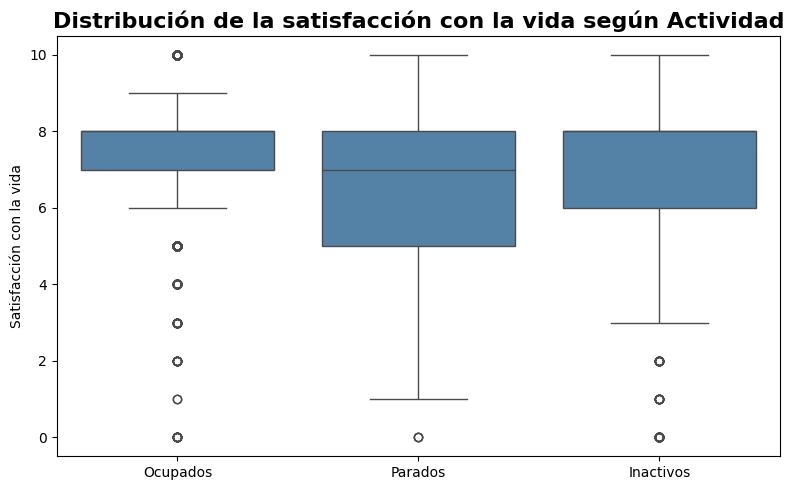 Distribución de la satisfacción con la vida según Actividad
Satisfacción con la vida
10
8
6
4
2
0
Ocupados Parados Inactivos